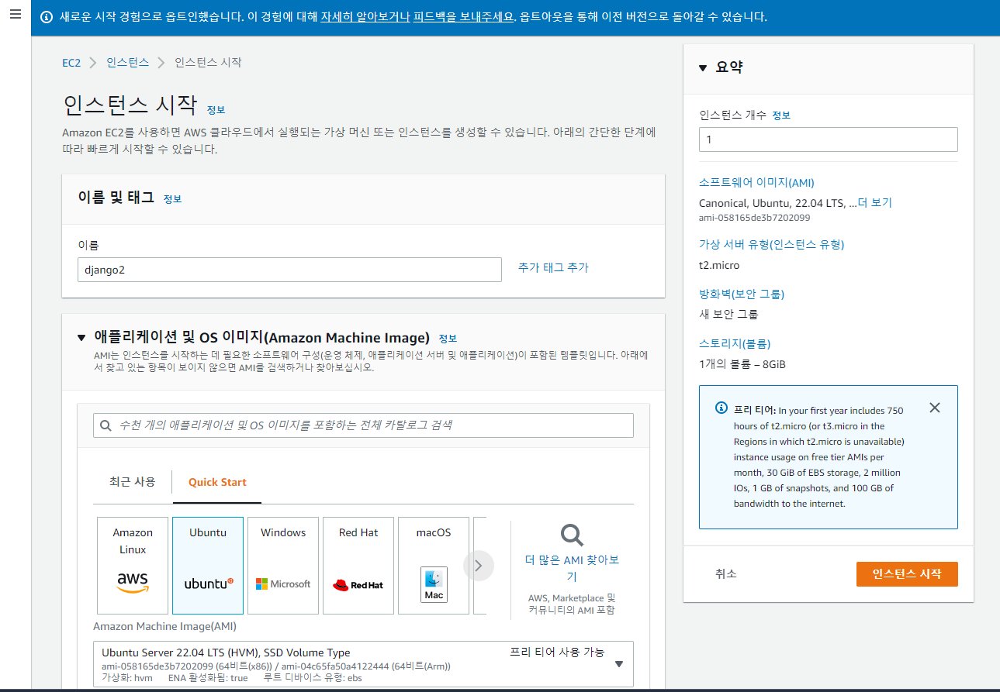 새로운 시작 경험으로 옵트인했습니다. 이 경험에 대해 자세히 알아보거나 피드백을 보내주세요. 옵트아웃을 통해 이전 버전으로 돌아갈 수 있습니다.
EC2 > 인스턴스 > 인스턴스 시작
인스턴스 시작 정보
Amazon EC2를 사용하면 AWS 클라우드에서 실행되는 가상 머신 또는 인스턴스를 생성할 수 있습니다. 아래의 간단한 단계에
따라 빠르게 시작할 수 있습니다.
이름 및 태그 정보
이름
django2
추가 태그 추가
애플리케이션 및 OS 이미지(Amazon Machine Image) 정보
AMI는 인스턴스를 시작하는 데 필요한 소프트웨어 구성(운영 체제, 애플리케이션 서버 및 애플리케이션)이 포함된 템플릿입니다. 아래에
서 찾고 있는 항목이 보이지 않으면 AMI를 검색하거나 찾아보십시오.
수천 개의 애플리케이션 및 OS 이미지를 포함하는 전체 카탈로그 검색
최근 사용
Quick Start
Amazon
Linux
aws
Ubuntu
ubuntu
Windows
Microsoft
Red Hat
Red Hat
macOS
Mac
더 많은 AMI 찾아보
기
AWS, Marketplace 및
커뮤니티의 AMI 포함
Amazon Machine Image(AMI)
Ubuntu Server 22.04 LTS (HVM), SSD Volume Type
프리 티어 사용 가능
ami-058165de3b7202099 (64비트(x86)) / ami-04c65fa50a4122444 (64비트(Arm))
가상화: hvm ENA 활성화됨: true 루트 디바이스 유형: ebs
요약
인스턴스 개수 정보
1
소프트웨어 이미지(AMI)
Canonical, Ubuntu, 22.04 LTS, ...더 보기
ami-058165de3b7202099
가상 서버 유형(인스턴스 유형)
t2.micro
방화벽(보안 그룹)
새 보안 그룹
스토리지(볼륨)
1개의 볼륨 – 8GiB
프리 티어: In your first year includes 750
hours of t2.micro (or t3.micro in the
Regions in which t2.micro is unavailable)
instance usage on free tier AMIs per
month, 30 GiB of EBS storage, 2 million
IOs, 1 GB of snapshots, and 100 GB of
bandwidth to the internet.
취소
인스턴스 시작